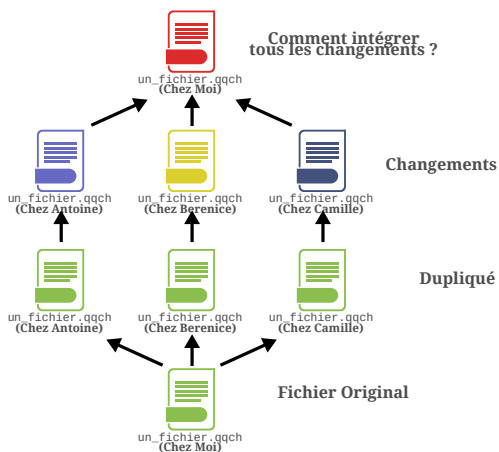 Comment intégrer
tous les changements ?
un_fichier.qqch
(Chez Moi)
Changements
un_fichier.qqch
(Chez Antoine)
un_fichier.qqch
(Chez Berenice)
un_fichier.qqch
(Chez Camille)
Dupliqué
un_fichier.qqch
(Chez Antoine)
un_fichier.qqch
(Chez Berenice)
un_fichier.qqch
(Chez Camille)
Fichier Original
un_fichier.qqch
(Chez Moi)